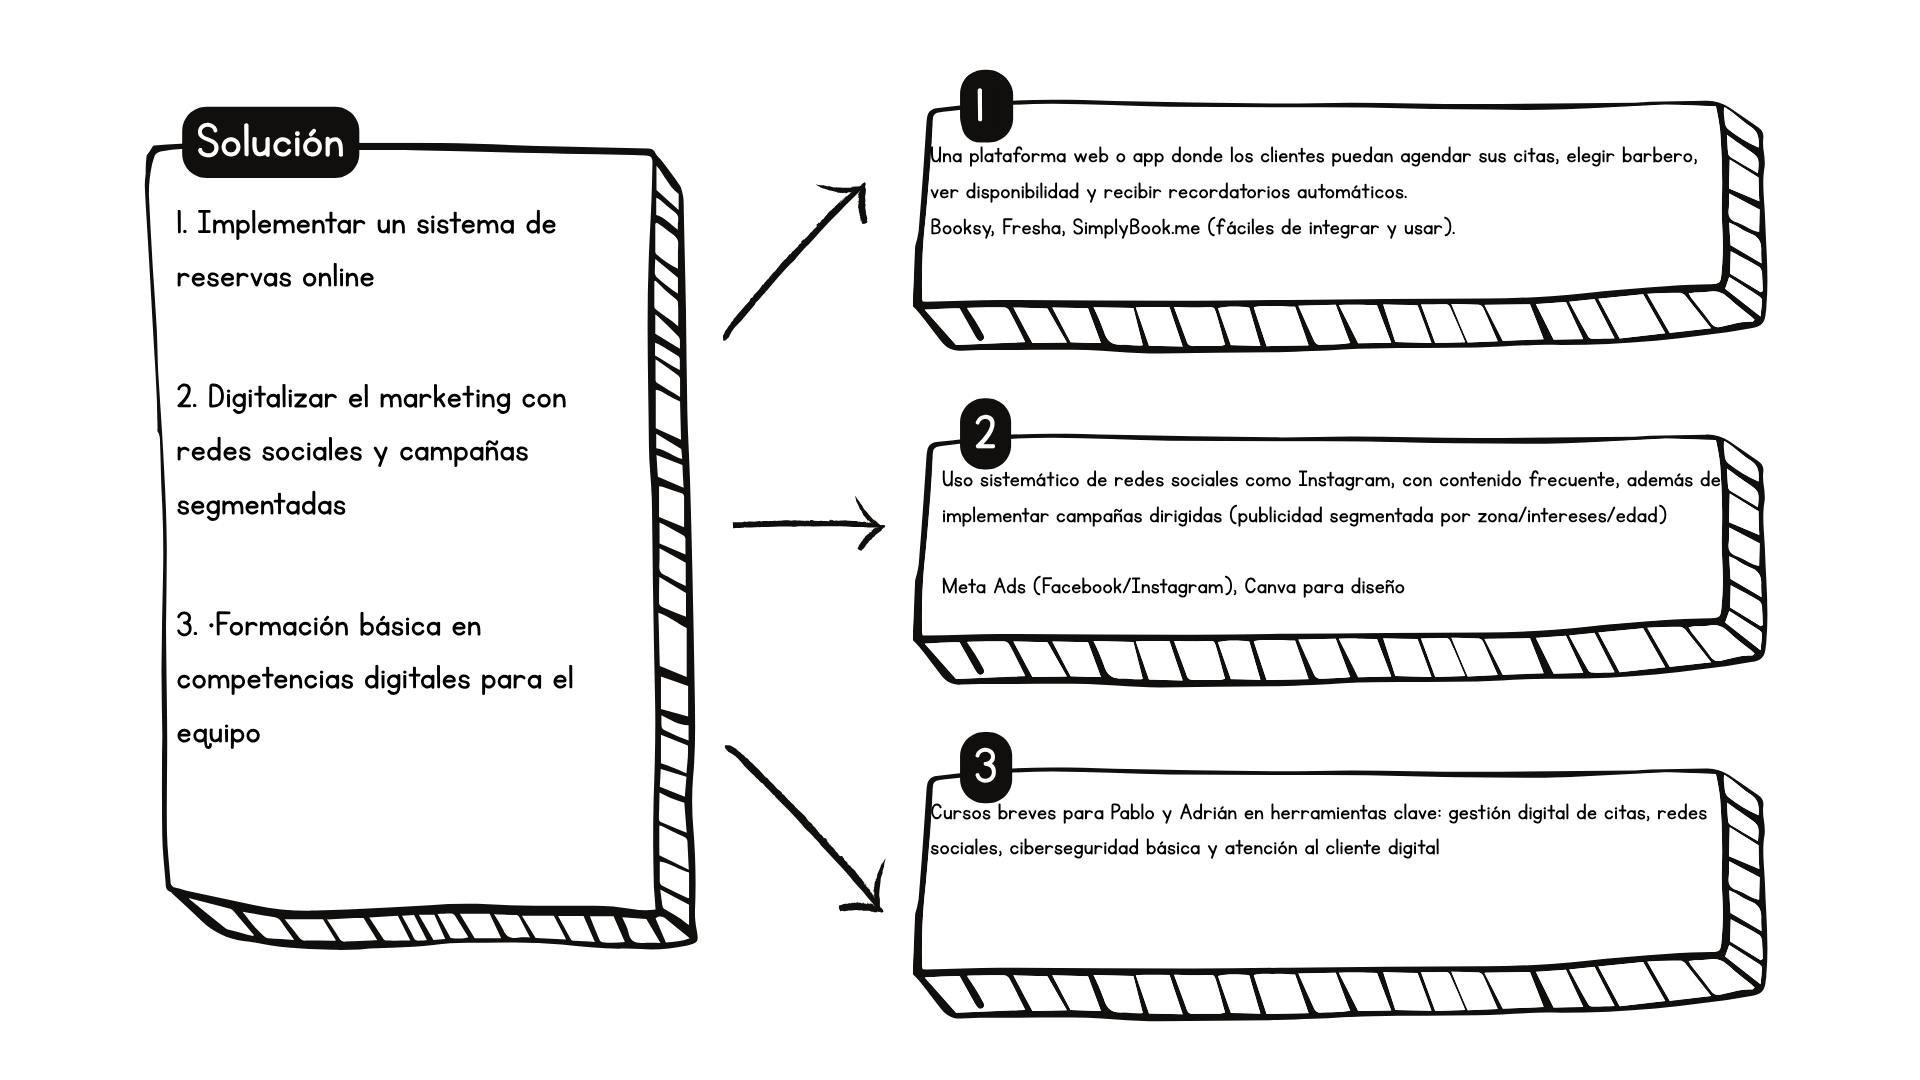 Solución
1. Implementar un sistema de
reservas online
2. Digitalizar el marketing con
redes sociales y campañas
segmentadas
3. ·Formación básica en
competencias digitales para el
equipo
1
Una plataforma web o app donde los clientes puedan agendar sus citas, elegir barbero,
ver disponibilidad y recibir recordatorios automáticos.
Booksy, Fresha, SimplyBook.me (fáciles de integrar y usar).
2
Uso sistemático de redes sociales como Instagram, con contenido frecuente, además de
implementar campañas dirigidas (publicidad segmentada por zona/intereses/edad)
Meta Ads (Facebook/Instagram), Canva para diseño
3
Cursos breves para Pablo y Adrián en herramientas clave: gestión digital de citas, redes
sociales, ciberseguridad básica y atención al cliente digital